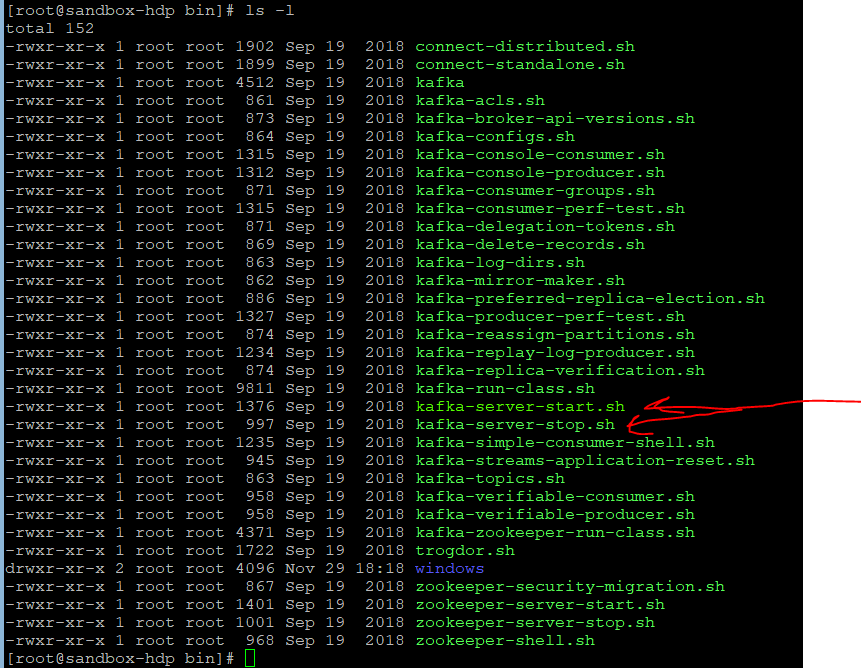 [root@sandbox-hdp bin]# ls -l
total 152
-rwxr-xr-x 1 root root 1902 Sep 19  2018 connect-distributed.sh
-rwxr-xr-x 1 root root 1899 Sep 19  2018 connect-standalone.sh
-rwxr-xr-x 1 root root 4512 Sep 19  2018 kafka
-rwxr-xr-x 1 root root  861 Sep 19  2018 kafka-acls.sh
-rwxr-xr-x 1 root root  873 Sep 19  2018 kafka-broker-api-versions.sh
-rwxr-xr-x 1 root root  864 Sep 19  2018 kafka-configs.sh
-rwxr-xr-x 1 root root 1315 Sep 19  2018 kafka-console-consumer.sh
-rwxr-xr-x 1 root root 1312 Sep 19  2018 kafka-console-producer.sh
-rwxr-xr-x 1 root root  871 Sep 19  2018 kafka-consumer-groups.sh
-rwxr-xr-x 1 root root 1315 Sep 19  2018 kafka-consumer-perf-test.sh
-rwxr-xr-x 1 root root  871 Sep 19  2018 kafka-delegation-tokens.sh
-rwxr-xr-x 1 root root  869 Sep 19  2018 kafka-delete-records.sh
-rwxr-xr-x 1 root root  863 Sep 19  2018 kafka-log-dirs.sh
-rwxr-xr-x 1 root root  862 Sep 19  2018 kafka-mirror-maker.sh
-rwxr-xr-x 1 root root  886 Sep 19  2018 kafka-preferred-replica-election.sh
-rwxr-xr-x 1 root root 1327 Sep 19  2018 kafka-producer-perf-test.sh
-rwxr-xr-x 1 root root  874 Sep 19  2018 kafka-reassign-partitions.sh
-rwxr-xr-x 1 root root 1234 Sep 19  2018 kafka-replay-log-producer.sh
-rwxr-xr-x 1 root root  874 Sep 19  2018 kafka-replica-verification.sh
-rwxr-xr-x 1 root root 9811 Sep 19  2018 kafka-run-class.sh
-rwxr-xr-x 1 root root 1376 Sep 19  2018 kafka-server-start.sh
-rwxr-xr-x 1 root root  997 Sep 19  2018 kafka-server-stop.sh
-rwxr-xr-x 1 root root 1235 Sep 19  2018 kafka-simple-consumer-shell.sh
-rwxr-xr-x 1 root root  945 Sep 19  2018 kafka-streams-application-reset.sh
-rwxr-xr-x 1 root root  863 Sep 19  2018 kafka-topics.sh
-rwxr-xr-x 1 root root  958 Sep 19  2018 kafka-verifiable-consumer.sh
-rwxr-xr-x 1 root root  958 Sep 19  2018 kafka-verifiable-producer.sh
-rwxr-xr-x 1 root root 4371 Sep 19  2018 kafka-zookeeper-run-class.sh
-rwxr-xr-x 1 root root 1722 Sep 19  2018 trogdor.sh
drwxr-xr-x 2 root root 4096 Nov 29 18:18 windows
-rwxr-xr-x 1 root root  867 Sep 19  2018 zookeeper-security-migration.sh
-rwxr-xr-x 1 root root 1401 Sep 19  2018 zookeeper-server-start.sh
-rwxr-xr-x 1 root root 1001 Sep 19  2018 zookeeper-server-stop.sh
-rwxr-xr-x 1 root root  968 Sep 19  2018 zookeeper-shell.sh
[root@sandbox-hdp bin]#